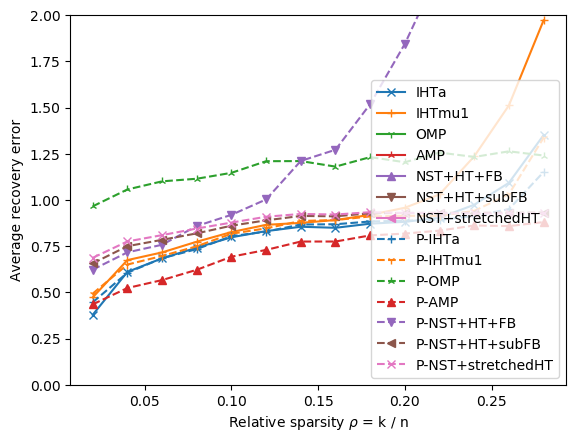 2.00
1.75
1.50
1.25
1.00
0.75
0.50
0.25
0.00
Average recovery error
0.05
0.10
0.15
0.20
0.25
Relative sparsity ρ = k / n
IHTa
IHTmu1
OMP
AMP
NST+HT+FB
NST+HT+subFB
NST+stretchedHT
P-IHTa
P-IHTmu1
P-OMP
P-AMP
P-NST+HT+FB
P-NST+HT+subFB
P-NST+stretchedHT